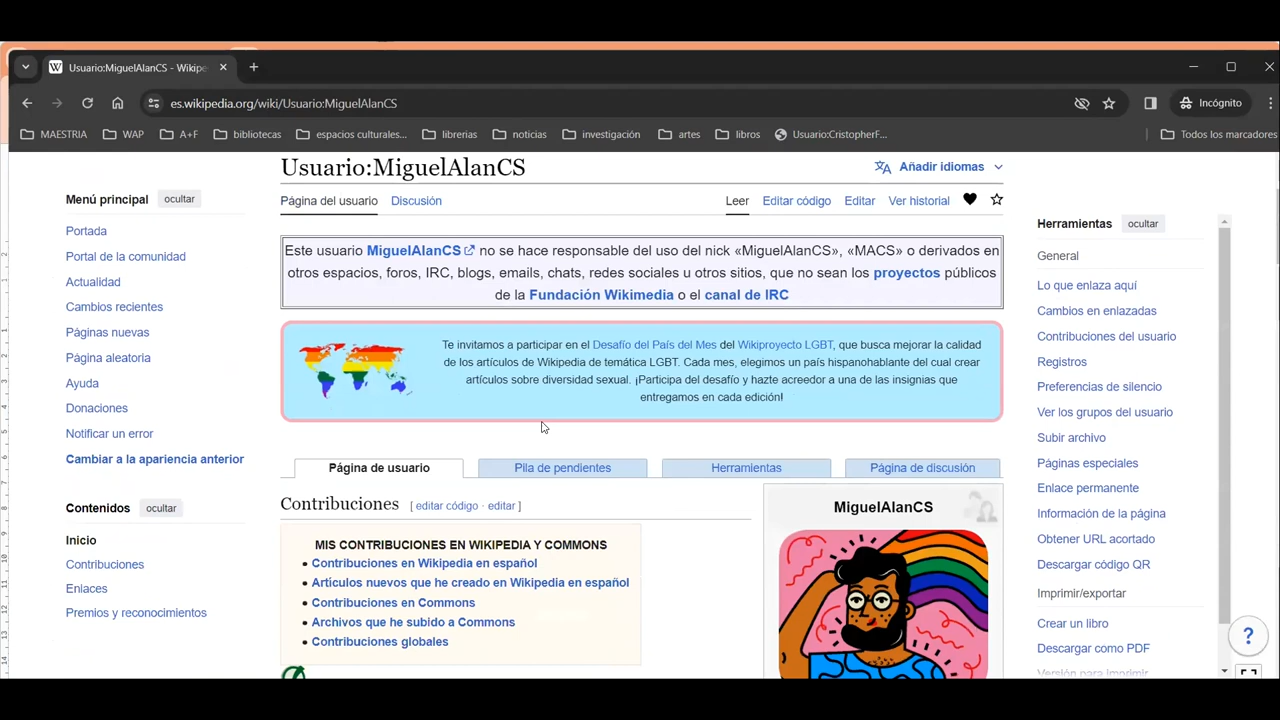 Usuario:MiguelAlanCS - Wikipe
es.wikipedia.org/wiki/Usuario:MiguelAlanCS
Incógnito
MAESTRIA
WAP
A+F
bibliotecas
espacios culturales...
librerias
noticias
investigación
artes
libros
Usuario:CristopherF...
Todos los marcadores
Usuario:MiguelAlanCS
Añadir idiomas
Página del usuario
Discusión
Leer
Editar código
Editar
Ver historial
Menú principal
ocultar
Portada
Portal de la comunidad
Actualidad
Cambios recientes
Páginas nuevas
Página aleatoria
Ayuda
Donaciones
Notificar un error
Cambiar a la apariencia anterior
Contenidos
ocultar
Inicio
Contribuciones
Enlaces
Premios y reconocimientos
Este usuario MiguelAlanCS no se hace responsable del uso del nick «MiguelAlanCS», «MACS» o derivados en
otros espacios, foros, IRC, blogs, emails, chats, redes sociales u otros sitios, que no sean los proyectos públicos
de la Fundación Wikimedia o el canal de IRC
Te invitamos a participar en el Desafío del País del Mes del Wikiproyecto LGBT, que busca mejorar la calidad
de los artículos de Wikipedia de temática LGBT. Cada mes, elegimos un país hispanohablante del cual crear
artículos sobre diversidad sexual. ¡Participa del desafío y hazte acreedor a una de las insignias que
entregamos en cada edición!
Página de usuario
Pila de pendientes
Herramientas
Página de discusión
Contribuciones [ editar código · editar ]
MIS CONTRIBUCIONES EN WIKIPEDIA Y COMMONS
Contribuciones en Wikipedia en español
Artículos nuevos que he creado en Wikipedia en español
Contribuciones en Commons
Archivos que he subido a Commons
Contribuciones globales
MiguelAlanCS
Herramientas
ocultar
General
Lo que enlaza aquí
Cambios en enlazadas
Contribuciones del usuario
Registros
Preferencias de silencio
Ver los grupos del usuario
Subir archivo
Páginas especiales
Enlace permanente
Información de la página
Obtener URL acortado
Descargar código QR
Imprimir/exportar
Crear un libro
Descargar como PDF
Versión para imprimir
?